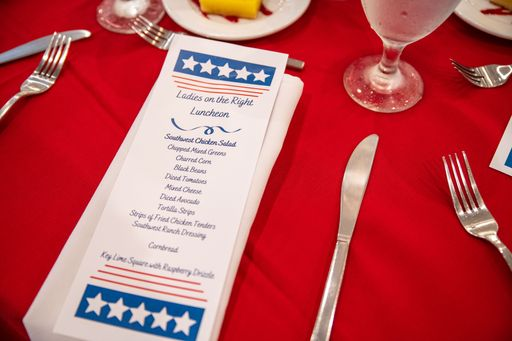 Ladies on the Right
Luncheon
Southwest Chicken Salad
Chopped Mixed Greens
Charred Corn
Black Beans
Diced Tomatoes
Mixed Cheese
Diced Avocado
Tortilla Strips
Strips of Fried Chicken Tenders
Southwest Ranch Dressing
Cornbread
Key Lime Square with Raspberry Drizzle